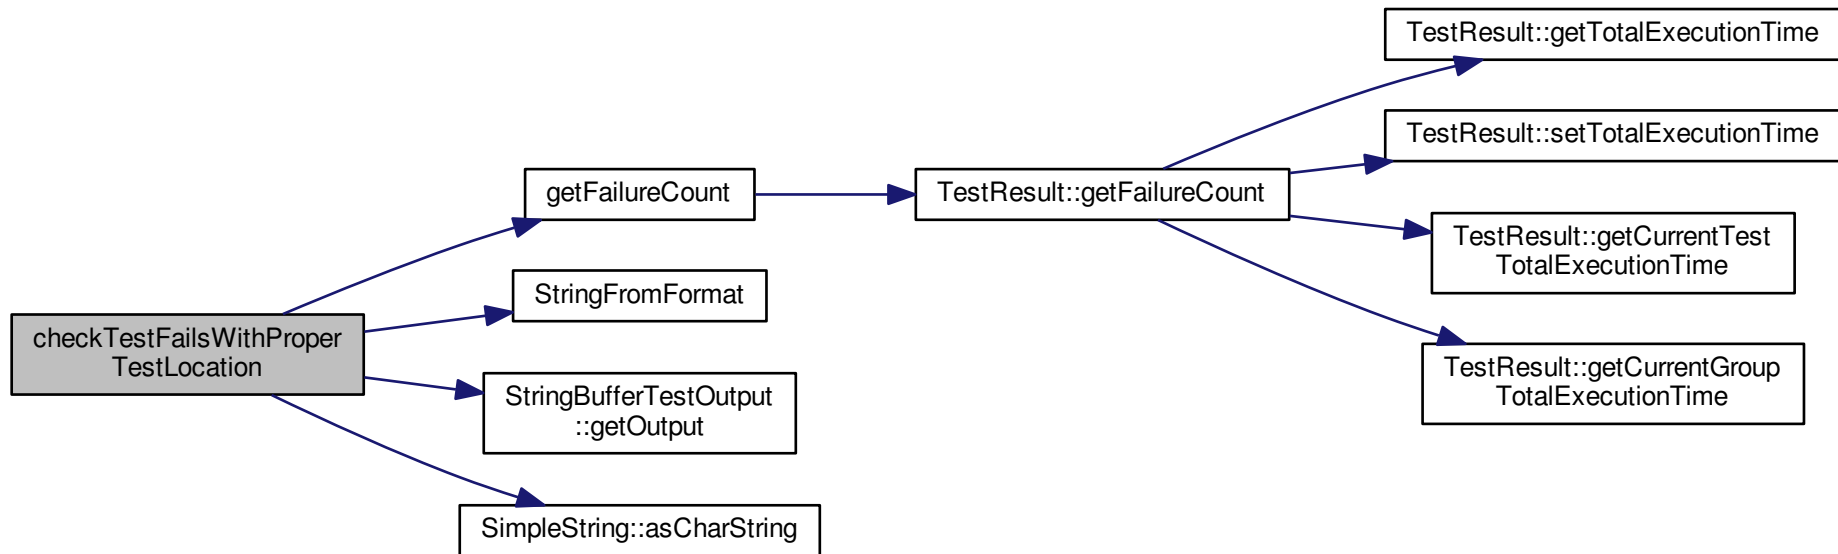 checkTestFailsWithProper
TestLocation
getFailureCount
StringFromFormat
StringBufferTestOutput
::getOutput
SimpleString::asCharString
TestResult::getFailureCount
TestResult::getTotalExecutionTime
TestResult::setTotalExecutionTime
TestResult::getCurrentTest
TotalExecutionTime
TestResult::getCurrentGroup
TotalExecutionTime